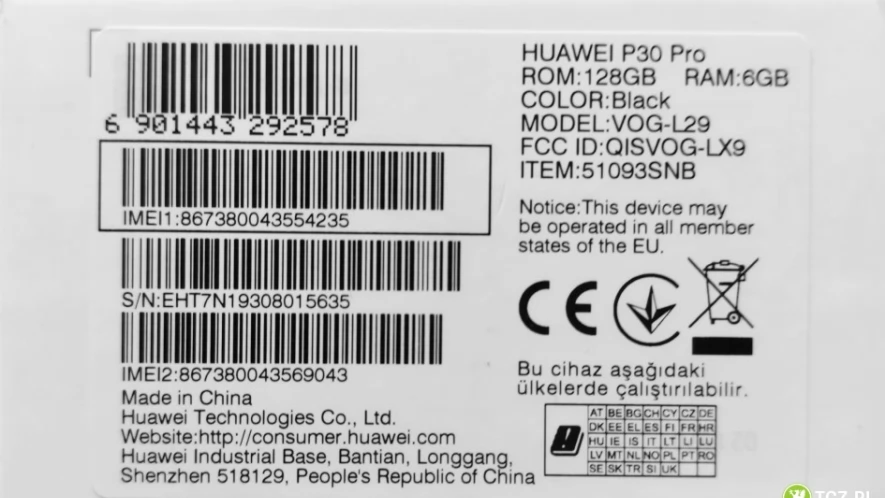 6 901443 292578
IMEI1:867380043554235
S/N:EHT7N19308015635
IMEI2:867380043569043
Made in China
Huawei Technologies Co., Ltd.
Website:http://consumer.huawei.com
Huawei Industrial Base, Bantian, Longgang,
Shenzhen 518129, People's Republic of China
HUAWEI P30 Pro
ROM:128GB RAM:6GB
COLOR:Black
MODEL:VOG-L29
FCC ID:QISVOG-LX9
ITEM:51093SNB
Notice:This device may
be operated in all member
states of the EU.
CE
Bu cihaz aşağıdaki
ülkelerde çalıştırılabilir.
AT BE BG CH CY CZ DE
DK EE EL ES FI FR HR
HU IE IS IT LT LI LU
LV MT NL NO PL PT RO
SE SK TR SI UK